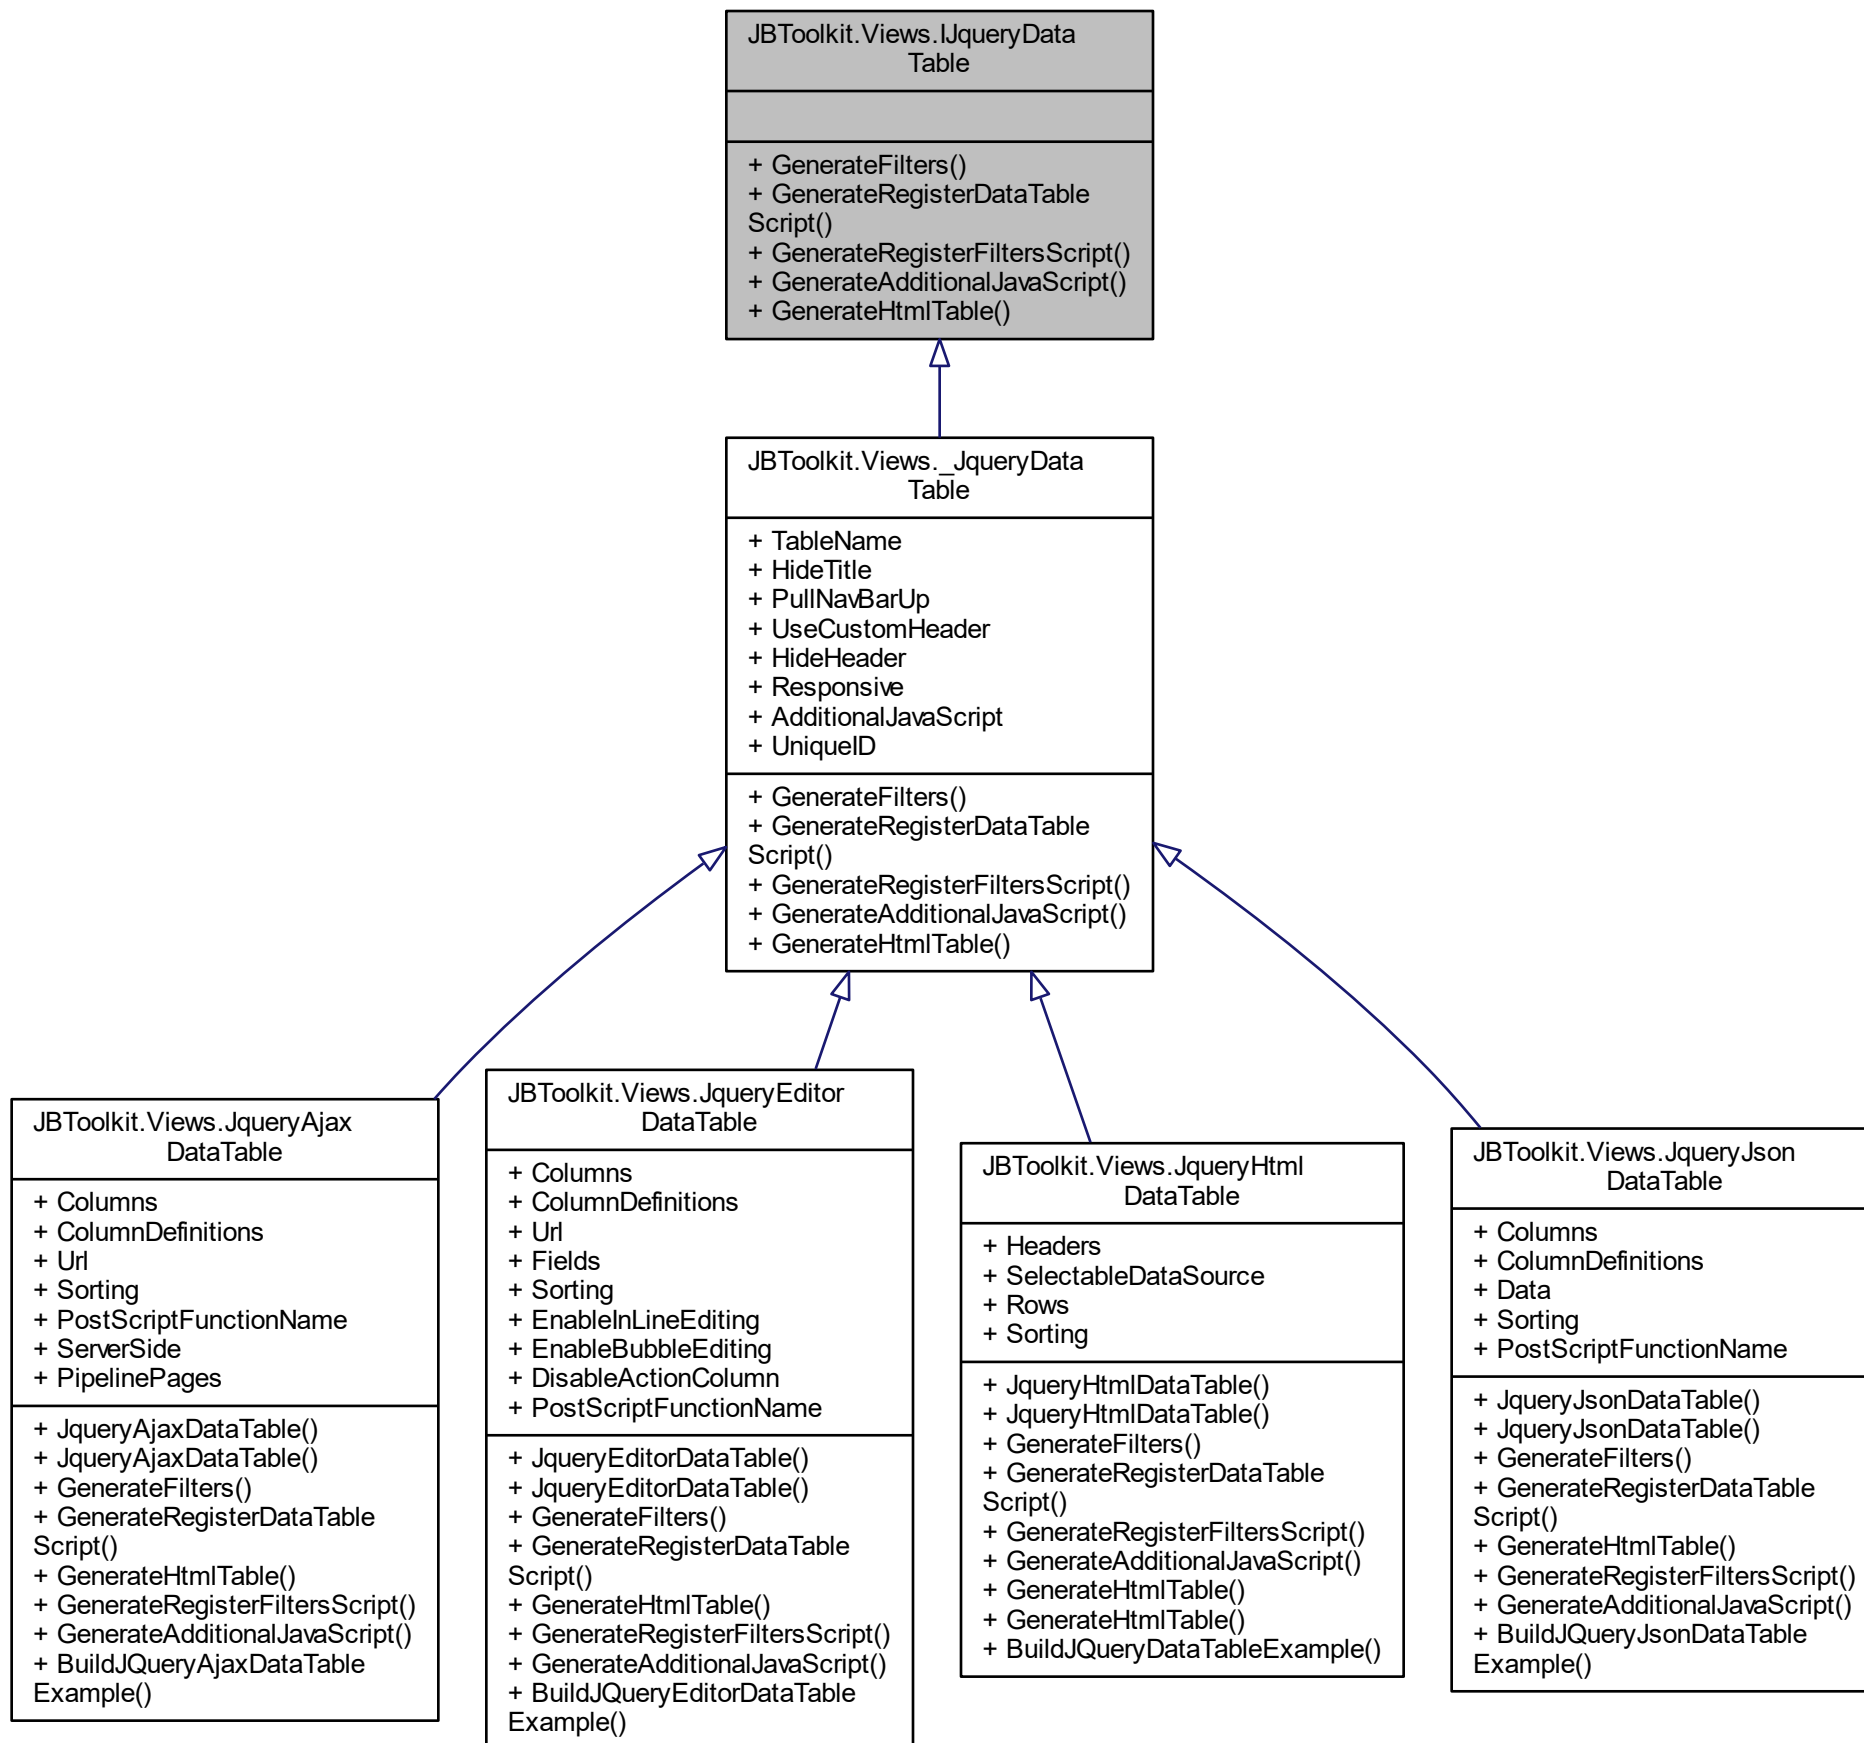 JBToolkit.Views.IJqueryData
Table
+ GenerateFilters()
+ GenerateRegisterDataTable
Script()
+ GenerateRegisterFiltersScript()
+ GenerateAdditionalJavaScript()
+ GenerateHtmlTable()
JBToolkit.Views._JqueryData
Table
+ TableName
+ HideTitle
+ PullNavBarUp
+ UseCustomHeader
+ HideHeader
+ Responsive
+ AdditionalJavaScript
+ UniqueID
+ GenerateFilters()
+ GenerateRegisterDataTable
Script()
+ GenerateRegisterFiltersScript()
+ GenerateAdditionalJavaScript()
+ GenerateHtmlTable()
JBToolkit.Views.JqueryAjax
DataTable
+ Columns
+ ColumnDefinitions
+ Url
+ Sorting
+ PostScriptFunctionName
+ ServerSide
+ PipelinePages
+ JqueryAjaxDataTable()
+ JqueryAjaxDataTable()
+ GenerateFilters()
+ GenerateRegisterDataTable
Script()
+ GenerateHtmlTable()
+ GenerateRegisterFiltersScript()
+ GenerateAdditionalJavaScript()
+ BuildJQueryAjaxDataTable
Example()
JBToolkit.Views.JqueryEditor
DataTable
+ Columns
+ ColumnDefinitions
+ Url
+ Fields
+ Sorting
+ EnableInLineEditing
+ EnableBubbleEditing
+ DisableActionColumn
+ PostScriptFunctionName
+ JqueryEditorDataTable()
+ JqueryEditorDataTable()
+ GenerateFilters()
+ GenerateRegisterDataTable
Script()
+ GenerateHtmlTable()
+ GenerateRegisterFiltersScript()
+ GenerateAdditionalJavaScript()
+ BuildJQueryEditorDataTable
Example()
JBToolkit.Views.JqueryHtml
DataTable
+ Headers
+ SelectableDataSource
+ Rows
+ Sorting
+ JqueryHtmlDataTable()
+ JqueryHtmlDataTable()
+ GenerateFilters()
+ GenerateRegisterDataTable
Script()
+ GenerateRegisterFiltersScript()
+ GenerateAdditionalJavaScript()
+ GenerateHtmlTable()
+ GenerateHtmlTable()
+ BuildJQueryDataTableExample()
JBToolkit.Views.JqueryJson
DataTable
+ Columns
+ ColumnDefinitions
+ Data
+ Sorting
+ PostScriptFunctionName
+ JqueryJsonDataTable()
+ JqueryJsonDataTable()
+ GenerateFilters()
+ GenerateRegisterDataTable
Script()
+ GenerateHtmlTable()
+ GenerateRegisterFiltersScript()
+ GenerateAdditionalJavaScript()
+ BuildJQueryJsonDataTable
Example()